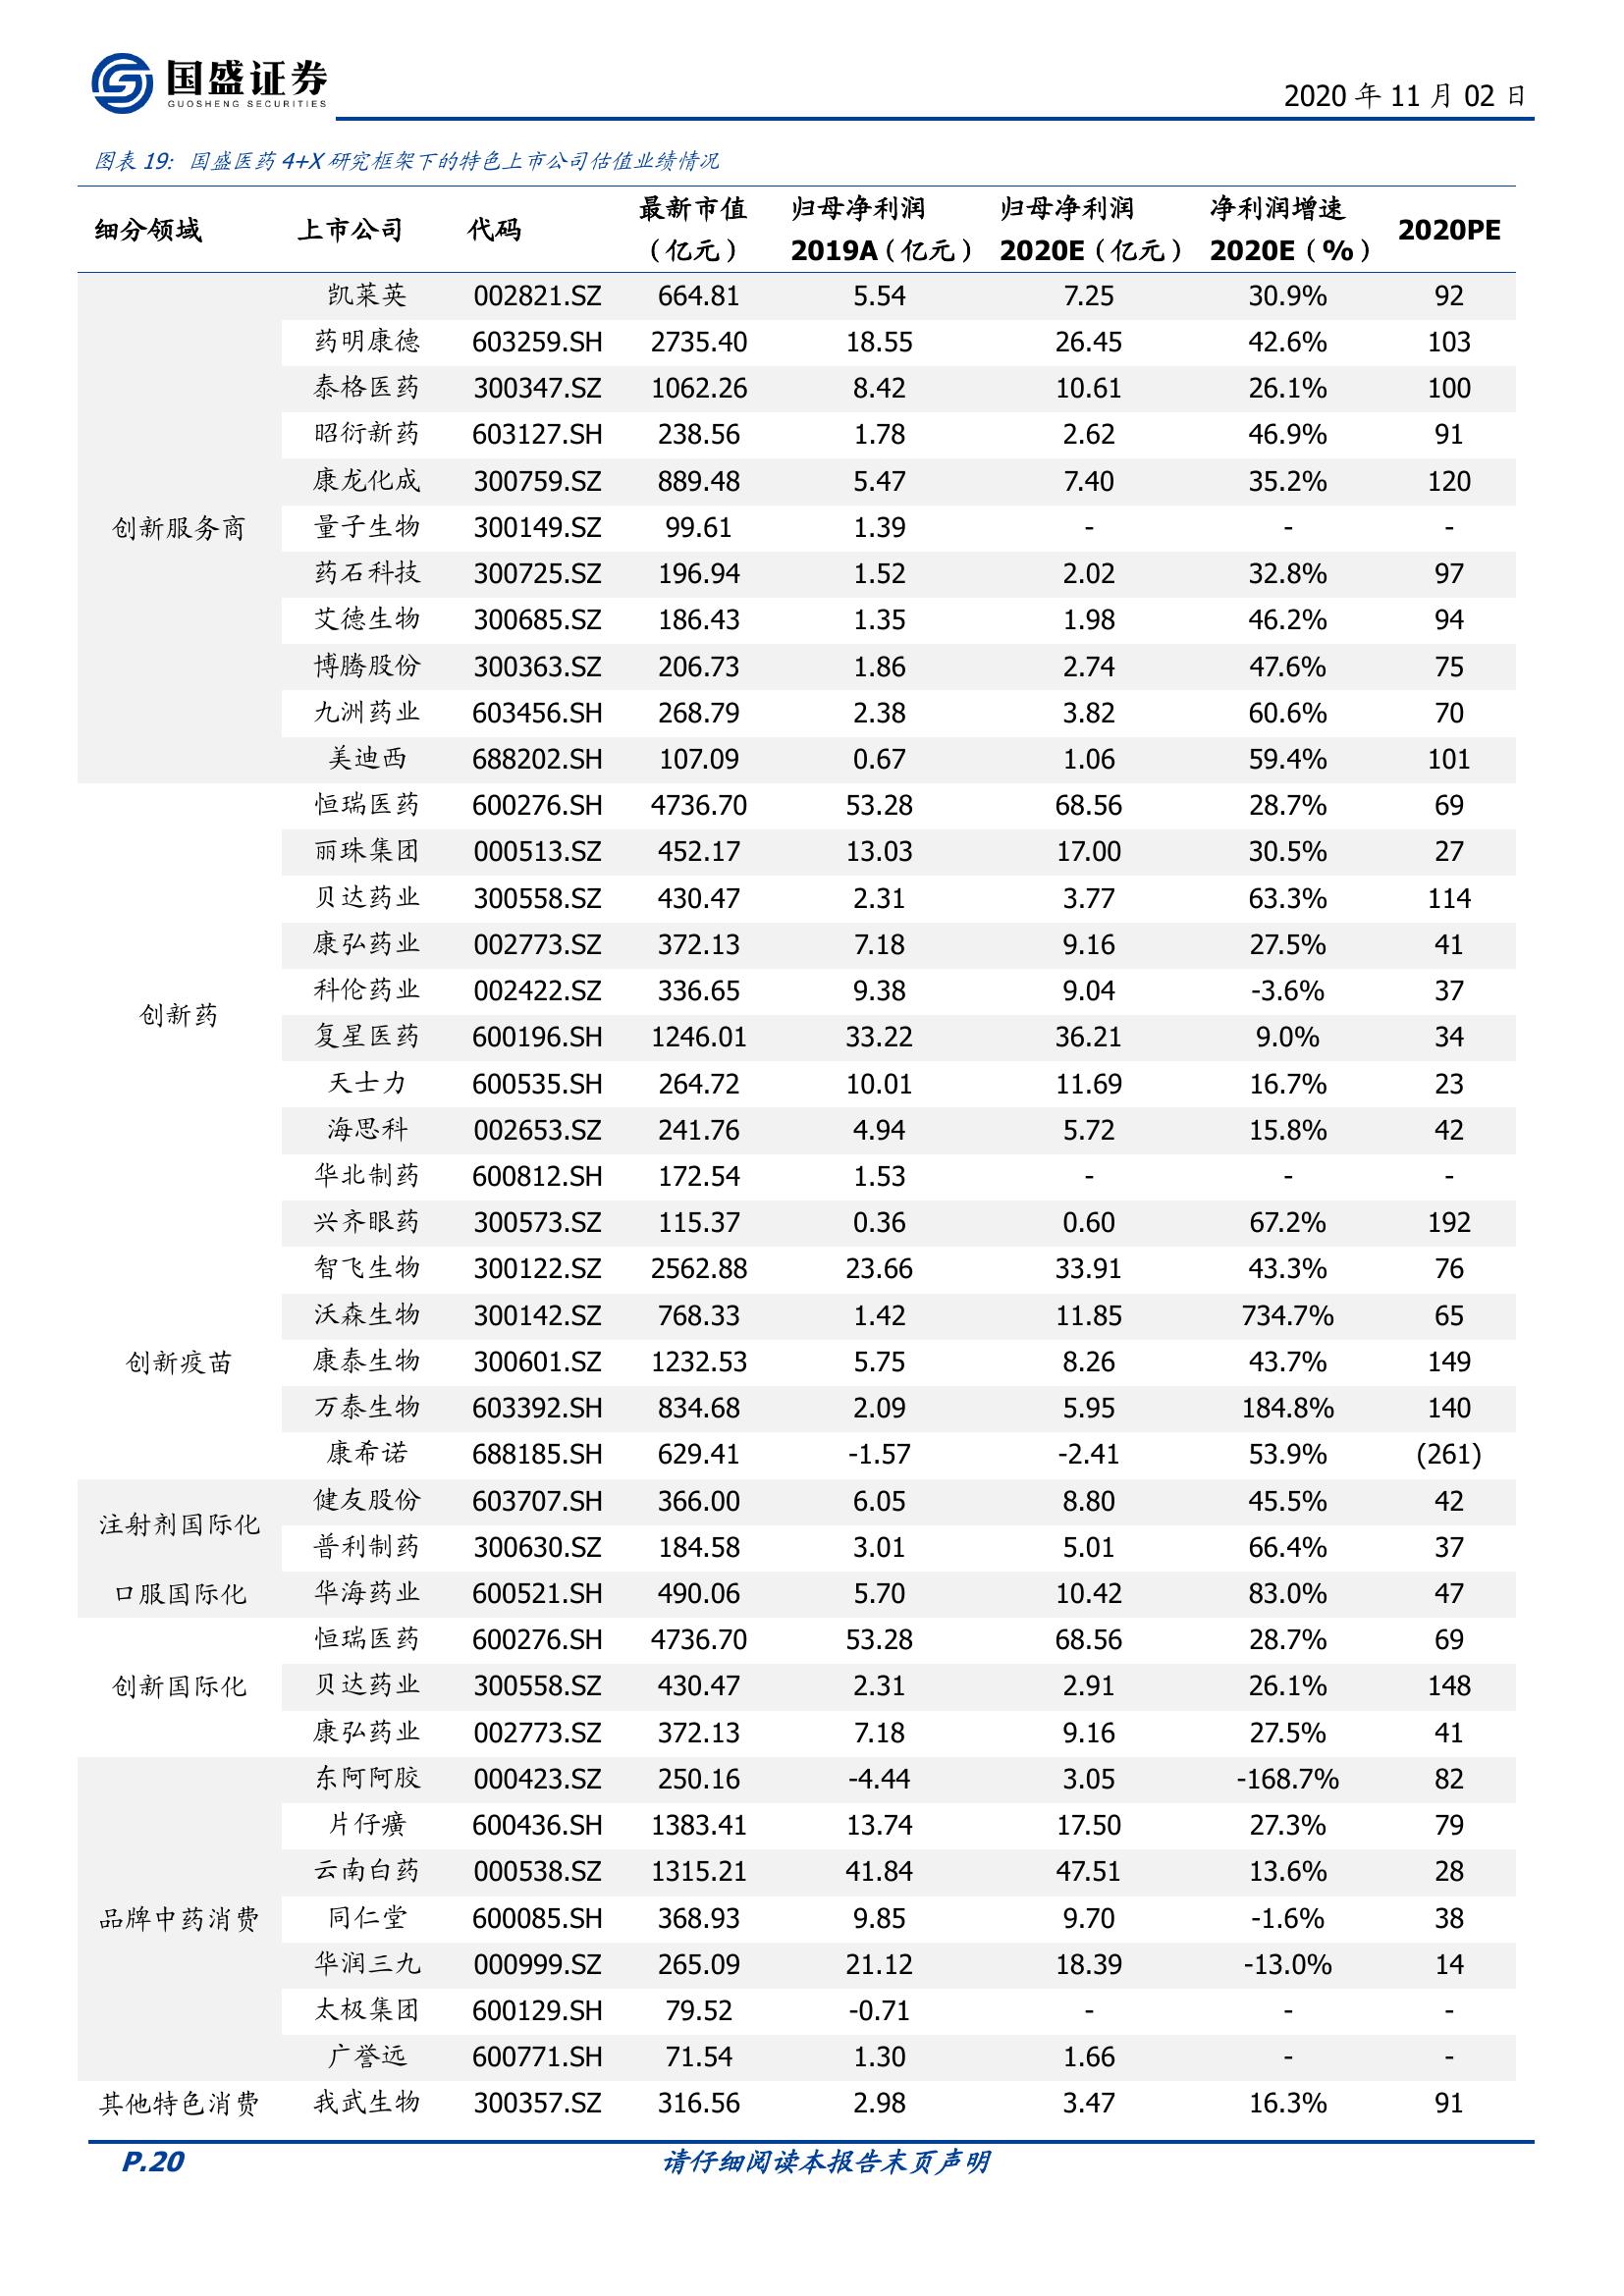 国盛证券
GUOSHENG SECURITIES
2020 年 11 月 02 日
图表 19: 国盛医药 4+X 研究框架下的特色上市公司估值业绩情况
细分领域 上市公司 代码 最新市值（亿元） 归母净利润 2019A（亿元） 归母净利润 2020E（亿元） 净利润增速 2020E（%） 2020PE
创新服务商
凯莱英 002821.SZ 664.81 5.54 7.25 30.9% 92
药明康德 603259.SH 2735.40 18.55 26.45 42.6% 103
泰格医药 300347.SZ 1062.26 8.42 10.61 26.1% 100
昭衍新药 603127.SH 238.56 1.78 2.62 46.9% 91
康龙化成 300759.SZ 889.48 5.47 7.40 35.2% 120
量子生物 300149.SZ 99.61 1.39 - - -
药石科技 300725.SZ 196.94 1.52 2.02 32.8% 97
艾德生物 300685.SZ 186.43 1.35 1.98 46.2% 94
博腾股份 300363.SZ 206.73 1.86 2.74 47.6% 75
九洲药业 603456.SH 268.79 2.38 3.82 60.6% 70
美迪西 688202.SH 107.09 0.67 1.06 59.4% 101
创新药
恒瑞医药 600276.SH 4736.70 53.28 68.56 28.7% 69
丽珠集团 000513.SZ 452.17 13.03 17.00 30.5% 27
贝达药业 300558.SZ 430.47 2.31 3.77 63.3% 114
康弘药业 002773.SZ 372.13 7.18 9.16 27.5% 41
科伦药业 002422.SZ 336.65 9.38 9.04 -3.6% 37
复星医药 600196.SH 1246.01 33.22 36.21 9.0% 34
天士力 600535.SH 264.72 10.01 11.69 16.7% 23
海思科 002653.SZ 241.76 4.94 5.72 15.8% 42
华北制药 600812.SH 172.54 1.53 - - -
兴齐眼药 300573.SZ 115.37 0.36 0.60 67.2% 192
创新疫苗
智飞生物 300122.SZ 2562.88 23.66 33.91 43.3% 76
沃森生物 300142.SZ 768.33 1.42 11.85 734.7% 65
康泰生物 300601.SZ 1232.53 5.75 8.26 43.7% 149
万泰生物 603392.SH 834.68 2.09 5.95 184.8% 140
康希诺 688185.SH 629.41 -1.57 -2.41 53.9% (261)
注射剂国际化
健友股份 603707.SH 366.00 6.05 8.80 45.5% 42
普利制药 300630.SZ 184.58 3.01 5.01 66.4% 37
口服国际化 华海药业 600521.SH 490.06 5.70 10.42 83.0% 47
创新国际化
恒瑞医药 600276.SH 4736.70 53.28 68.56 28.7% 69
贝达药业 300558.SZ 430.47 2.31 2.91 26.1% 148
康弘药业 002773.SZ 372.13 7.18 9.16 27.5% 41
品牌中药消费
东阿阿胶 000423.SZ 250.16 -4.44 3.05 -168.7% 82
片仔癀 600436.SH 1383.41 13.74 17.50 27.3% 79
云南白药 000538.SZ 1315.21 41.84 47.51 13.6% 28
同仁堂 600085.SH 368.93 9.85 9.70 -1.6% 38
华润三九 000999.SZ 265.09 21.12 18.39 -13.0% 14
太极集团 600129.SH 79.52 -0.71 - - -
广誉远 600771.SH 71.54 1.30 1.66 - -
其他特色消费 我武生物 300357.SZ 316.56 2.98 3.47 16.3% 91
P.20 请仔细阅读本报告末页声明